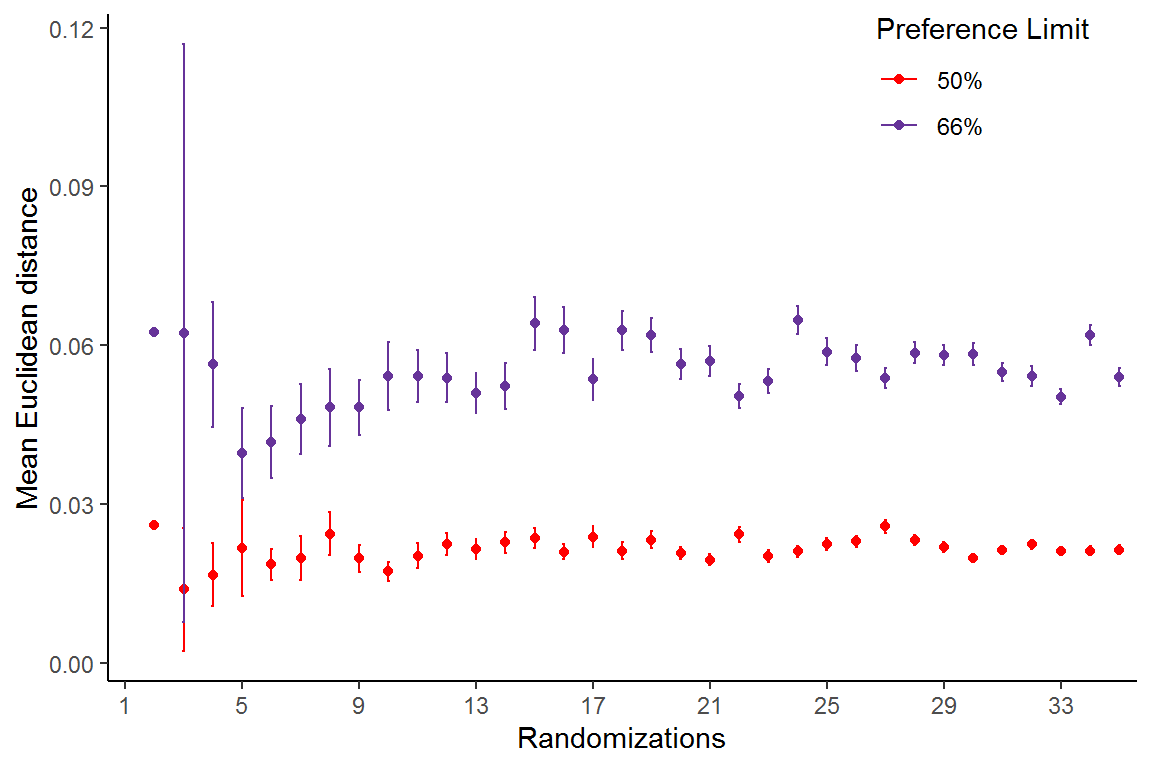 Preference Limit
50%
66%
Mean Euclidean distance
0.12
0.09
0.06
0.03
0.00
1 5 9 13 17 21 25 29 33
Randomizations